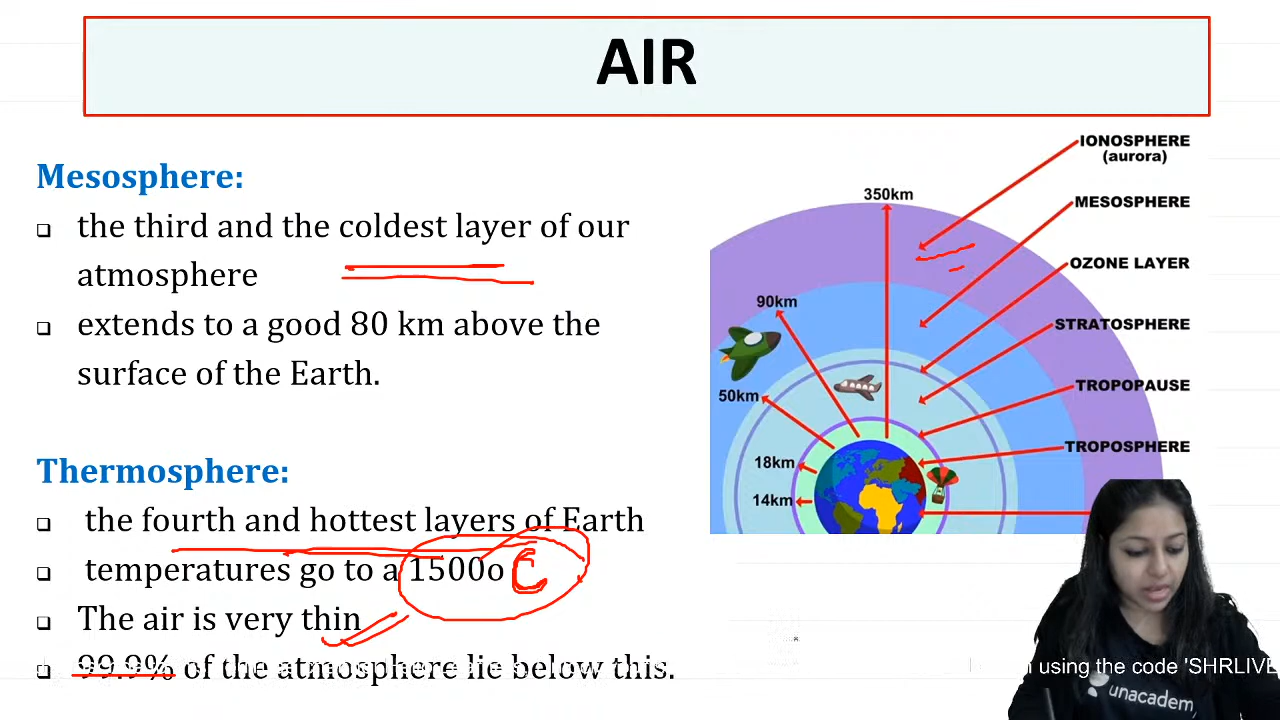 AIR
Mesosphere:
the third and the coldest layer of our
atmosphere
extends to a good 80 km above the
surface of the Earth.
Thermosphere:
the fourth and hottest layers of Earth
temperatures go to a 1500o C
The air is very thin
99.9% of the atmosphere lie below this.
using the code 'SHRLIVE
IONOSPHERE
(aurora)
350km
MESOSPHERE
OZONE LAYER
90km
STRATOSPHERE
TROPOPAUSE
50km
TROPOSPHERE
18km
14km
unacademy